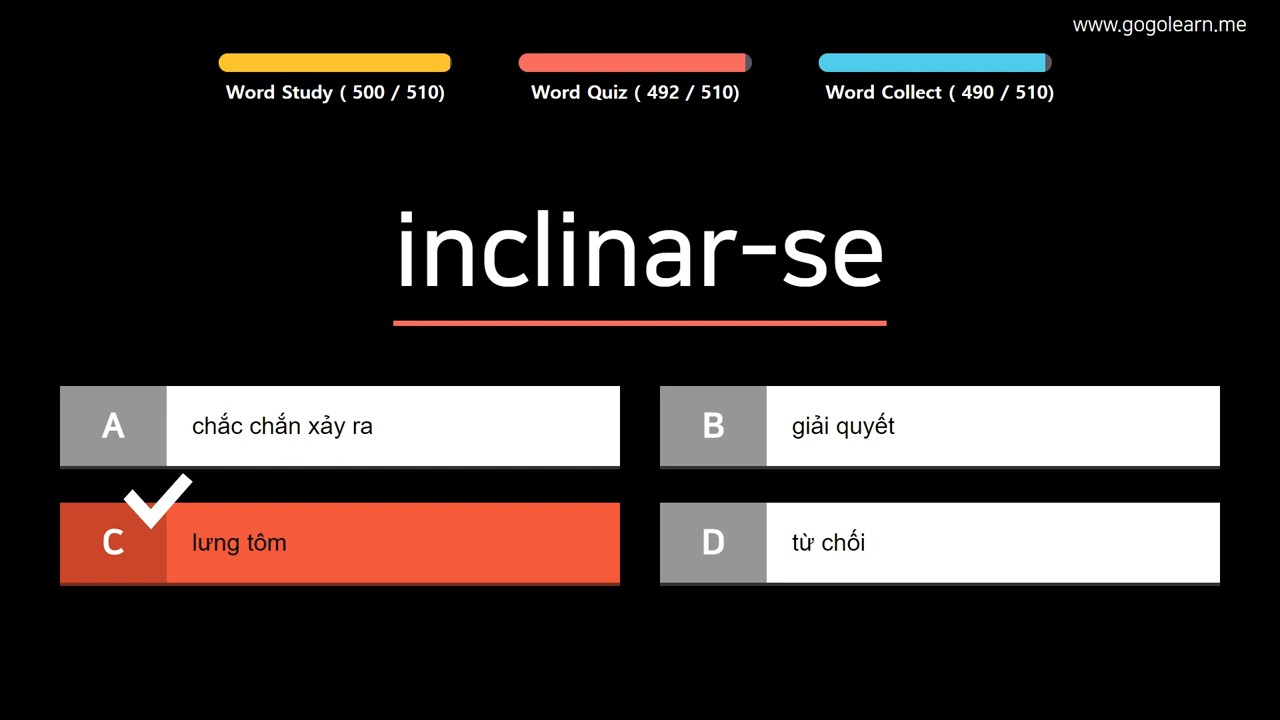 www.gogolearn.me
Word Study ( 500 / 510)
Word Quiz ( 492 / 510)
Word Collect ( 490 / 510)
inclinar-se
A chắc chắn xảy ra
B giải quyết
C lưng tôm
D từ chối